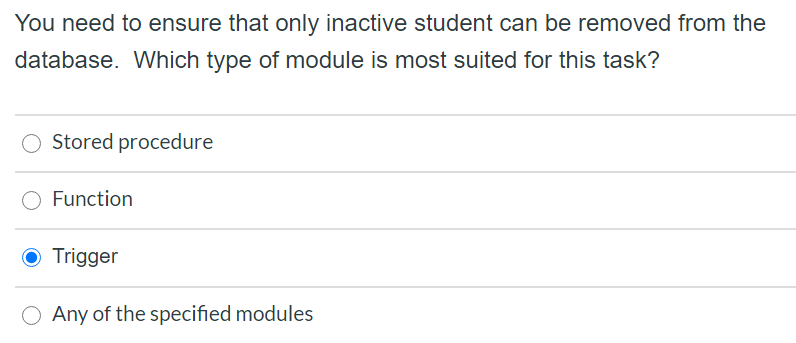 You need to ensure that only inactive student can be removed from the
database.  Which type of module is most suited for this task?
Stored procedure
Function
Trigger
Any of the specified modules